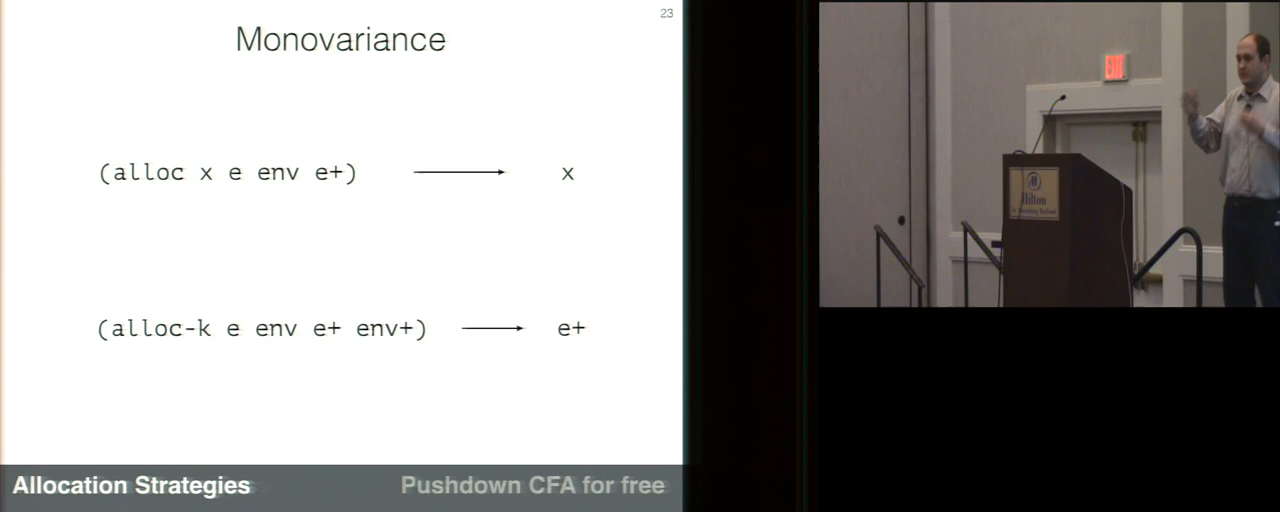 23
Monovariance
(alloc x e env e+) x
(alloc-k e env e+ env+) e+
Allocation Strategies Pushdown CFA for free
Hilton